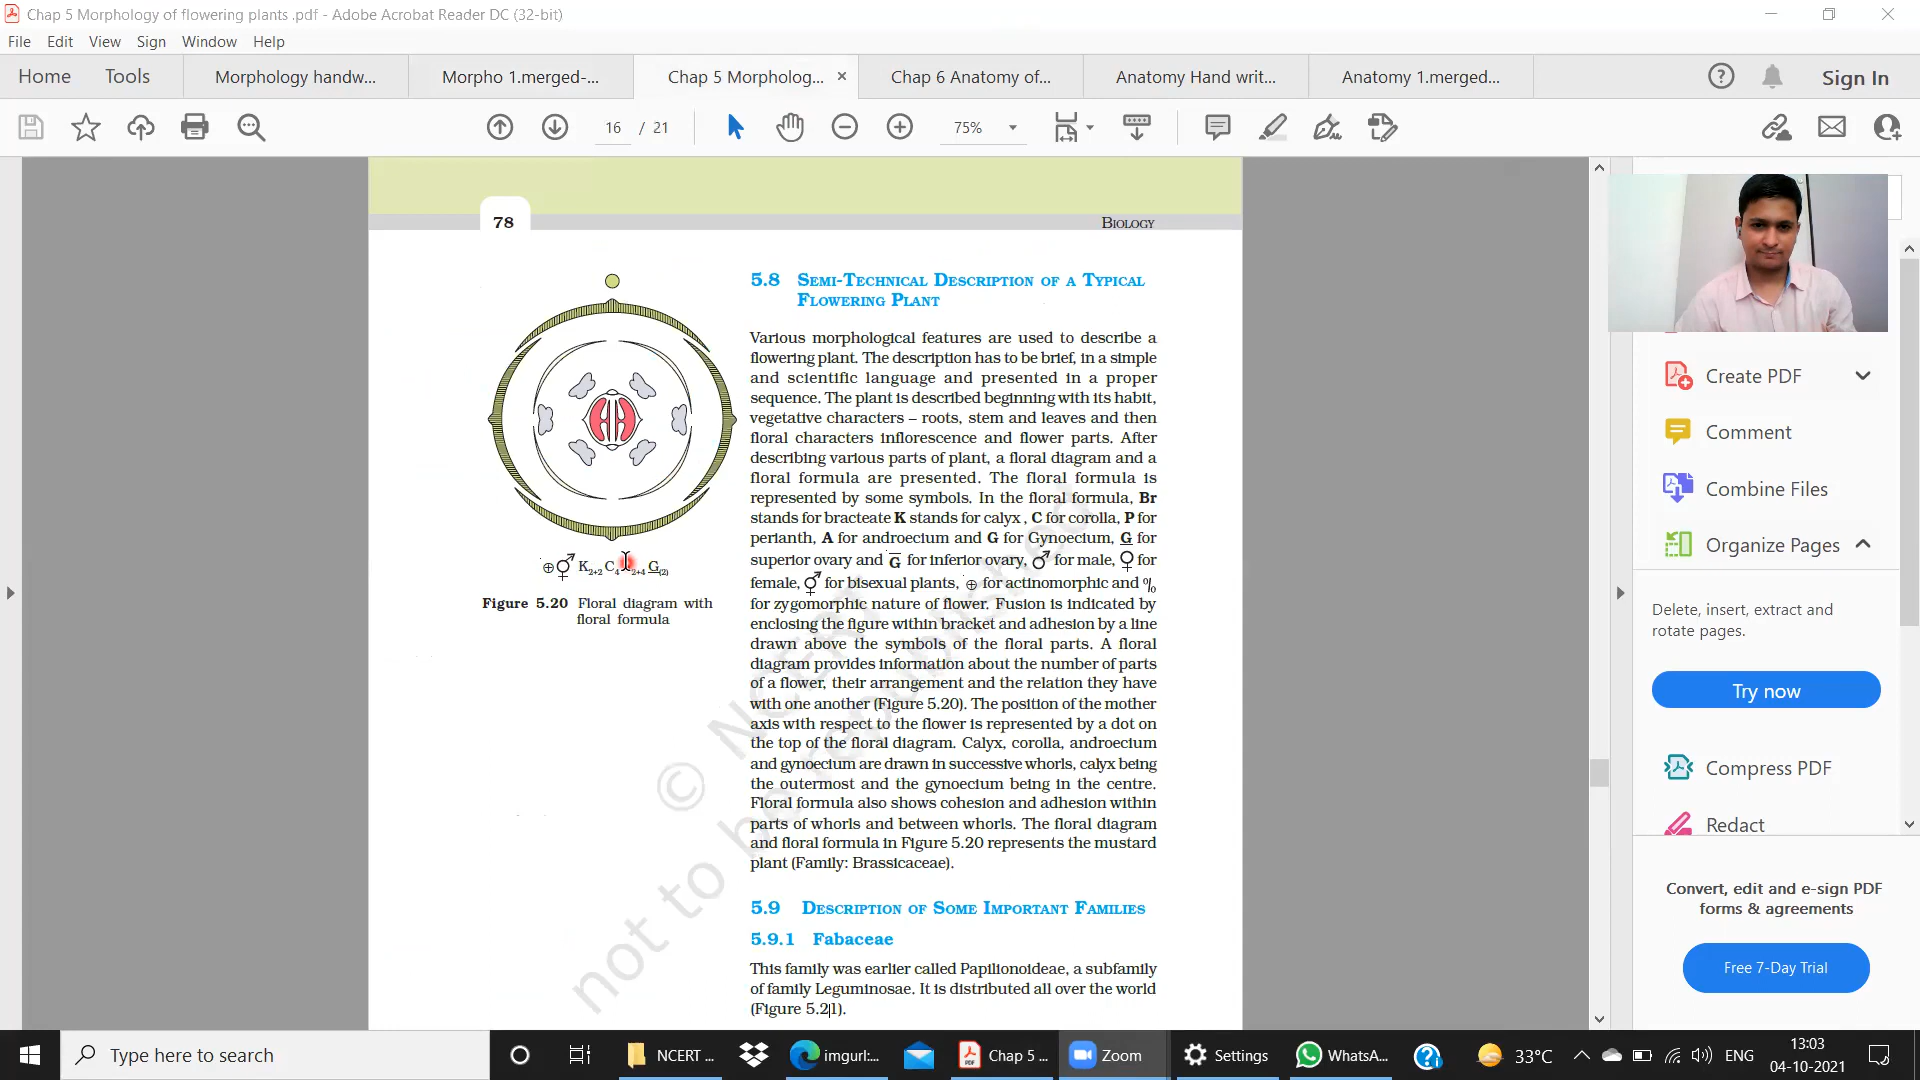 Chap 5 Morphology of flowering plants .pdf - Adobe Acrobat Reader DC (32-bit)
File Edit View Sign Window Help
Home Tools Morphology handw... Morpho 1.merged-... Chap 5 Morpholog... × Chap 6 Anatomy of... Anatomy Hand writ... Anatomy 1.merged... Sign In
16 / 21 75%
78 BIOLOGY
5.8 SEMI-TECHNICAL DESCRIPTION OF A TYPICAL
FLOWERING PLANT
Various morphological features are used to describe a
flowering plant. The description has to be brief, in a simple
and scientific language and presented in a proper
sequence. The plant is described beginning with its habit,
vegetative characters – roots, stem and leaves and then
floral characters inflorescence and flower parts. After
describing various parts of plant, a floral diagram and a
floral formula are presented. The floral formula is
represented by some symbols. In the floral formula, Br
stands for bracteate K stands for calyx , C for corolla, P for
perianth, A for androecium and G for Gynoecium, G for
superior ovary and G for inferior ovary, ♂ for male, ♀ for
female, ⚥ for bisexual plants, ⊕ for actinomorphic and %
for zygomorphic nature of flower. Fusion is indicated by
enclosing the figure within bracket and adhesion by a line
drawn above the symbols of the floral parts. A floral
diagram provides information about the number of parts
of a flower, their arrangement and the relation they have
with one another (Figure 5.20). The position of the mother
axis with respect to the flower is represented by a dot on
the top of the floral diagram. Calyx, corolla, androecium
and gynoecium are drawn in successive whorls, calyx being
the outermost and the gynoecium being in the centre.
Floral formula also shows cohesion and adhesion within
parts of whorls and between whorls. The floral diagram
and floral formula in Figure 5.20 represents the mustard
plant (Family: Brassicaceae).
⊕ ⚥ K2+2 C4 2+4 G(2)
Figure 5.20 Floral diagram with
floral formula
5.9 DESCRIPTION OF SOME IMPORTANT FAMILIES
5.9.1 Fabaceae
This family was earlier called Papilionoideae, a subfamily
of family Leguminosae. It is distributed all over the world
(Figure 5.21).
© NCERT
not to be republished
Create PDF
Comment
Combine Files
Organize Pages
Delete, insert, extract and
rotate pages.
Try now
Compress PDF
Redact
Convert, edit and e-sign PDF
forms & agreements
Free 7-Day Trial
Type here to search NCERT ... imgurl:... Chap 5 ... Zoom Settings WhatsA... 33°C ENG 13:03
04-10-2021